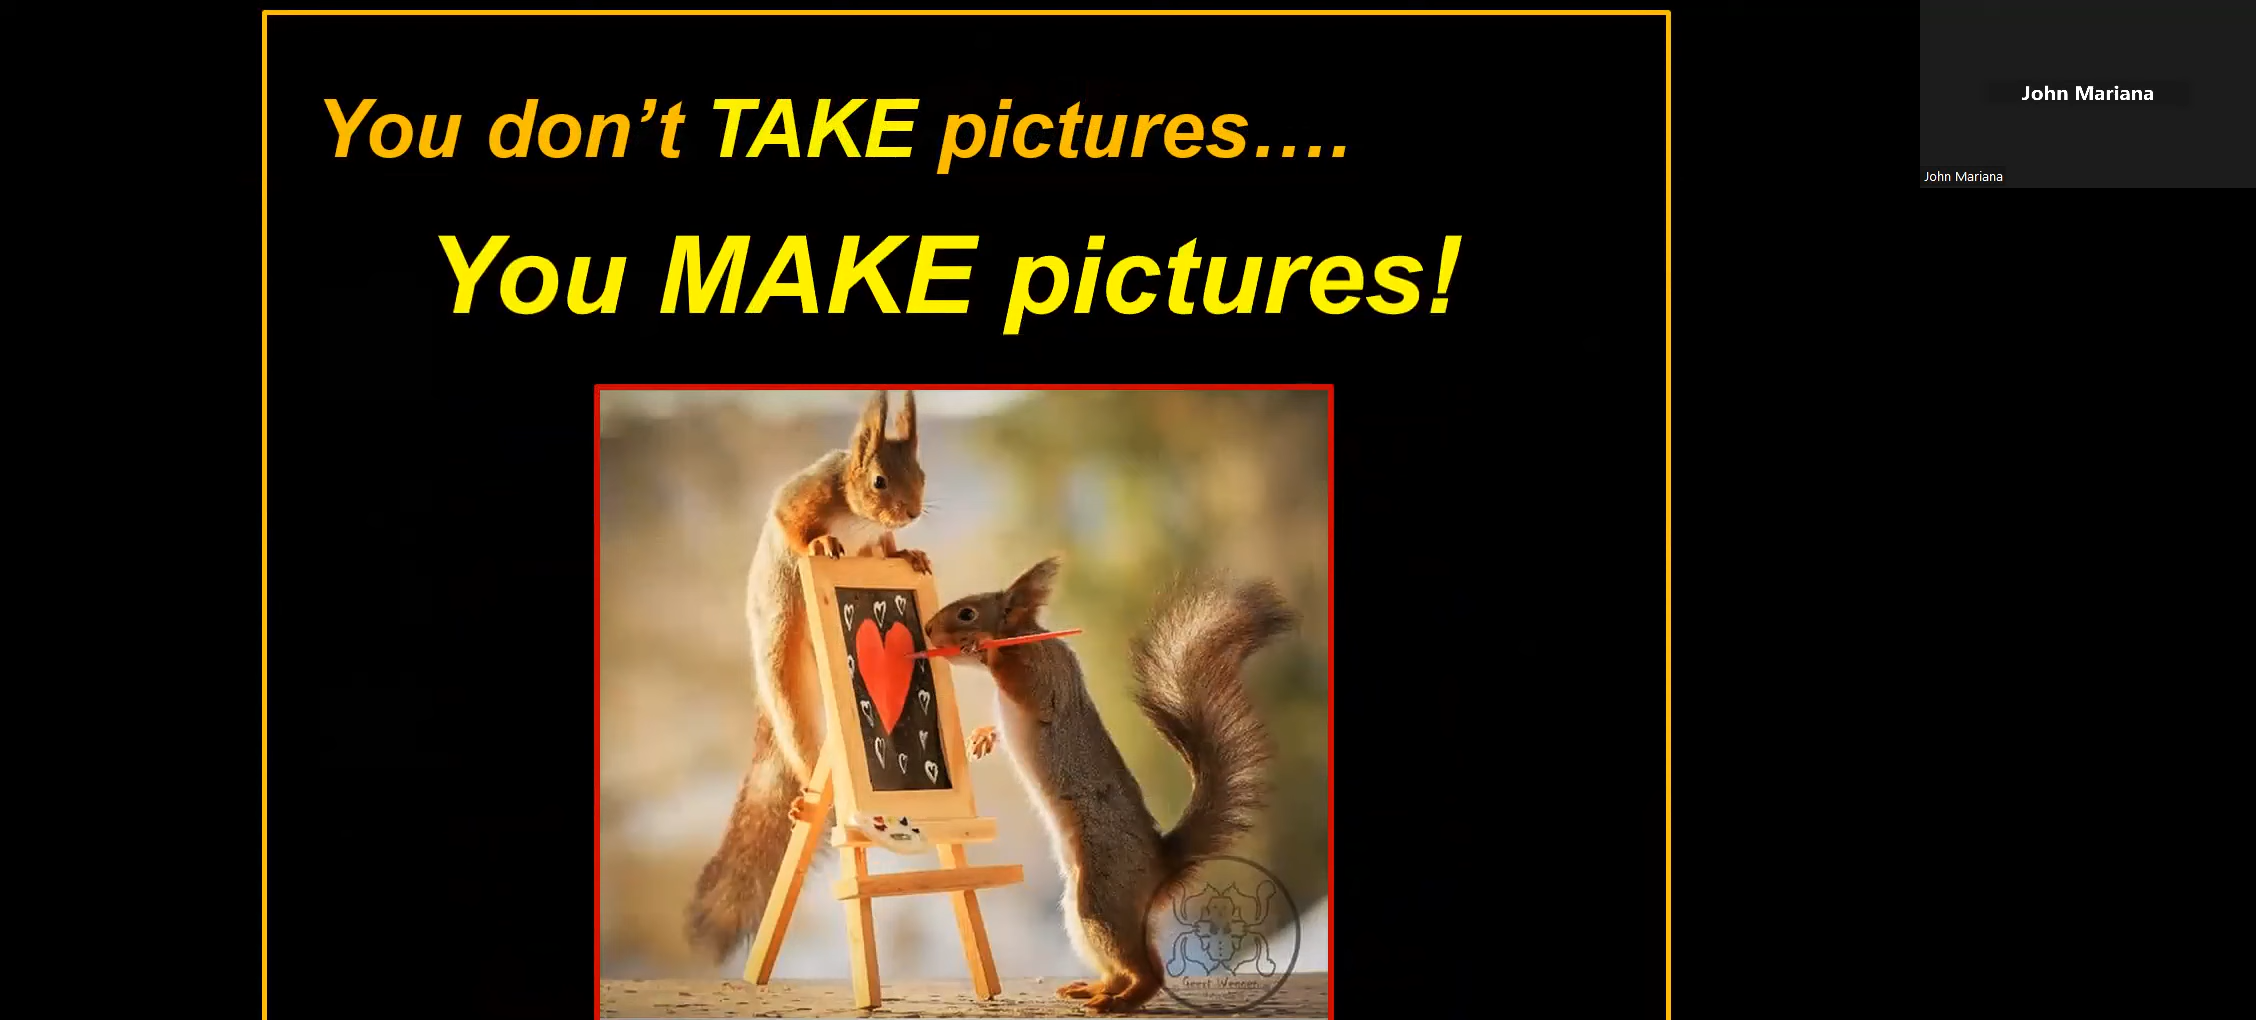 You don’t TAKE pictures….
You MAKE pictures!
John Mariana
John Mariana
Geert Weggen